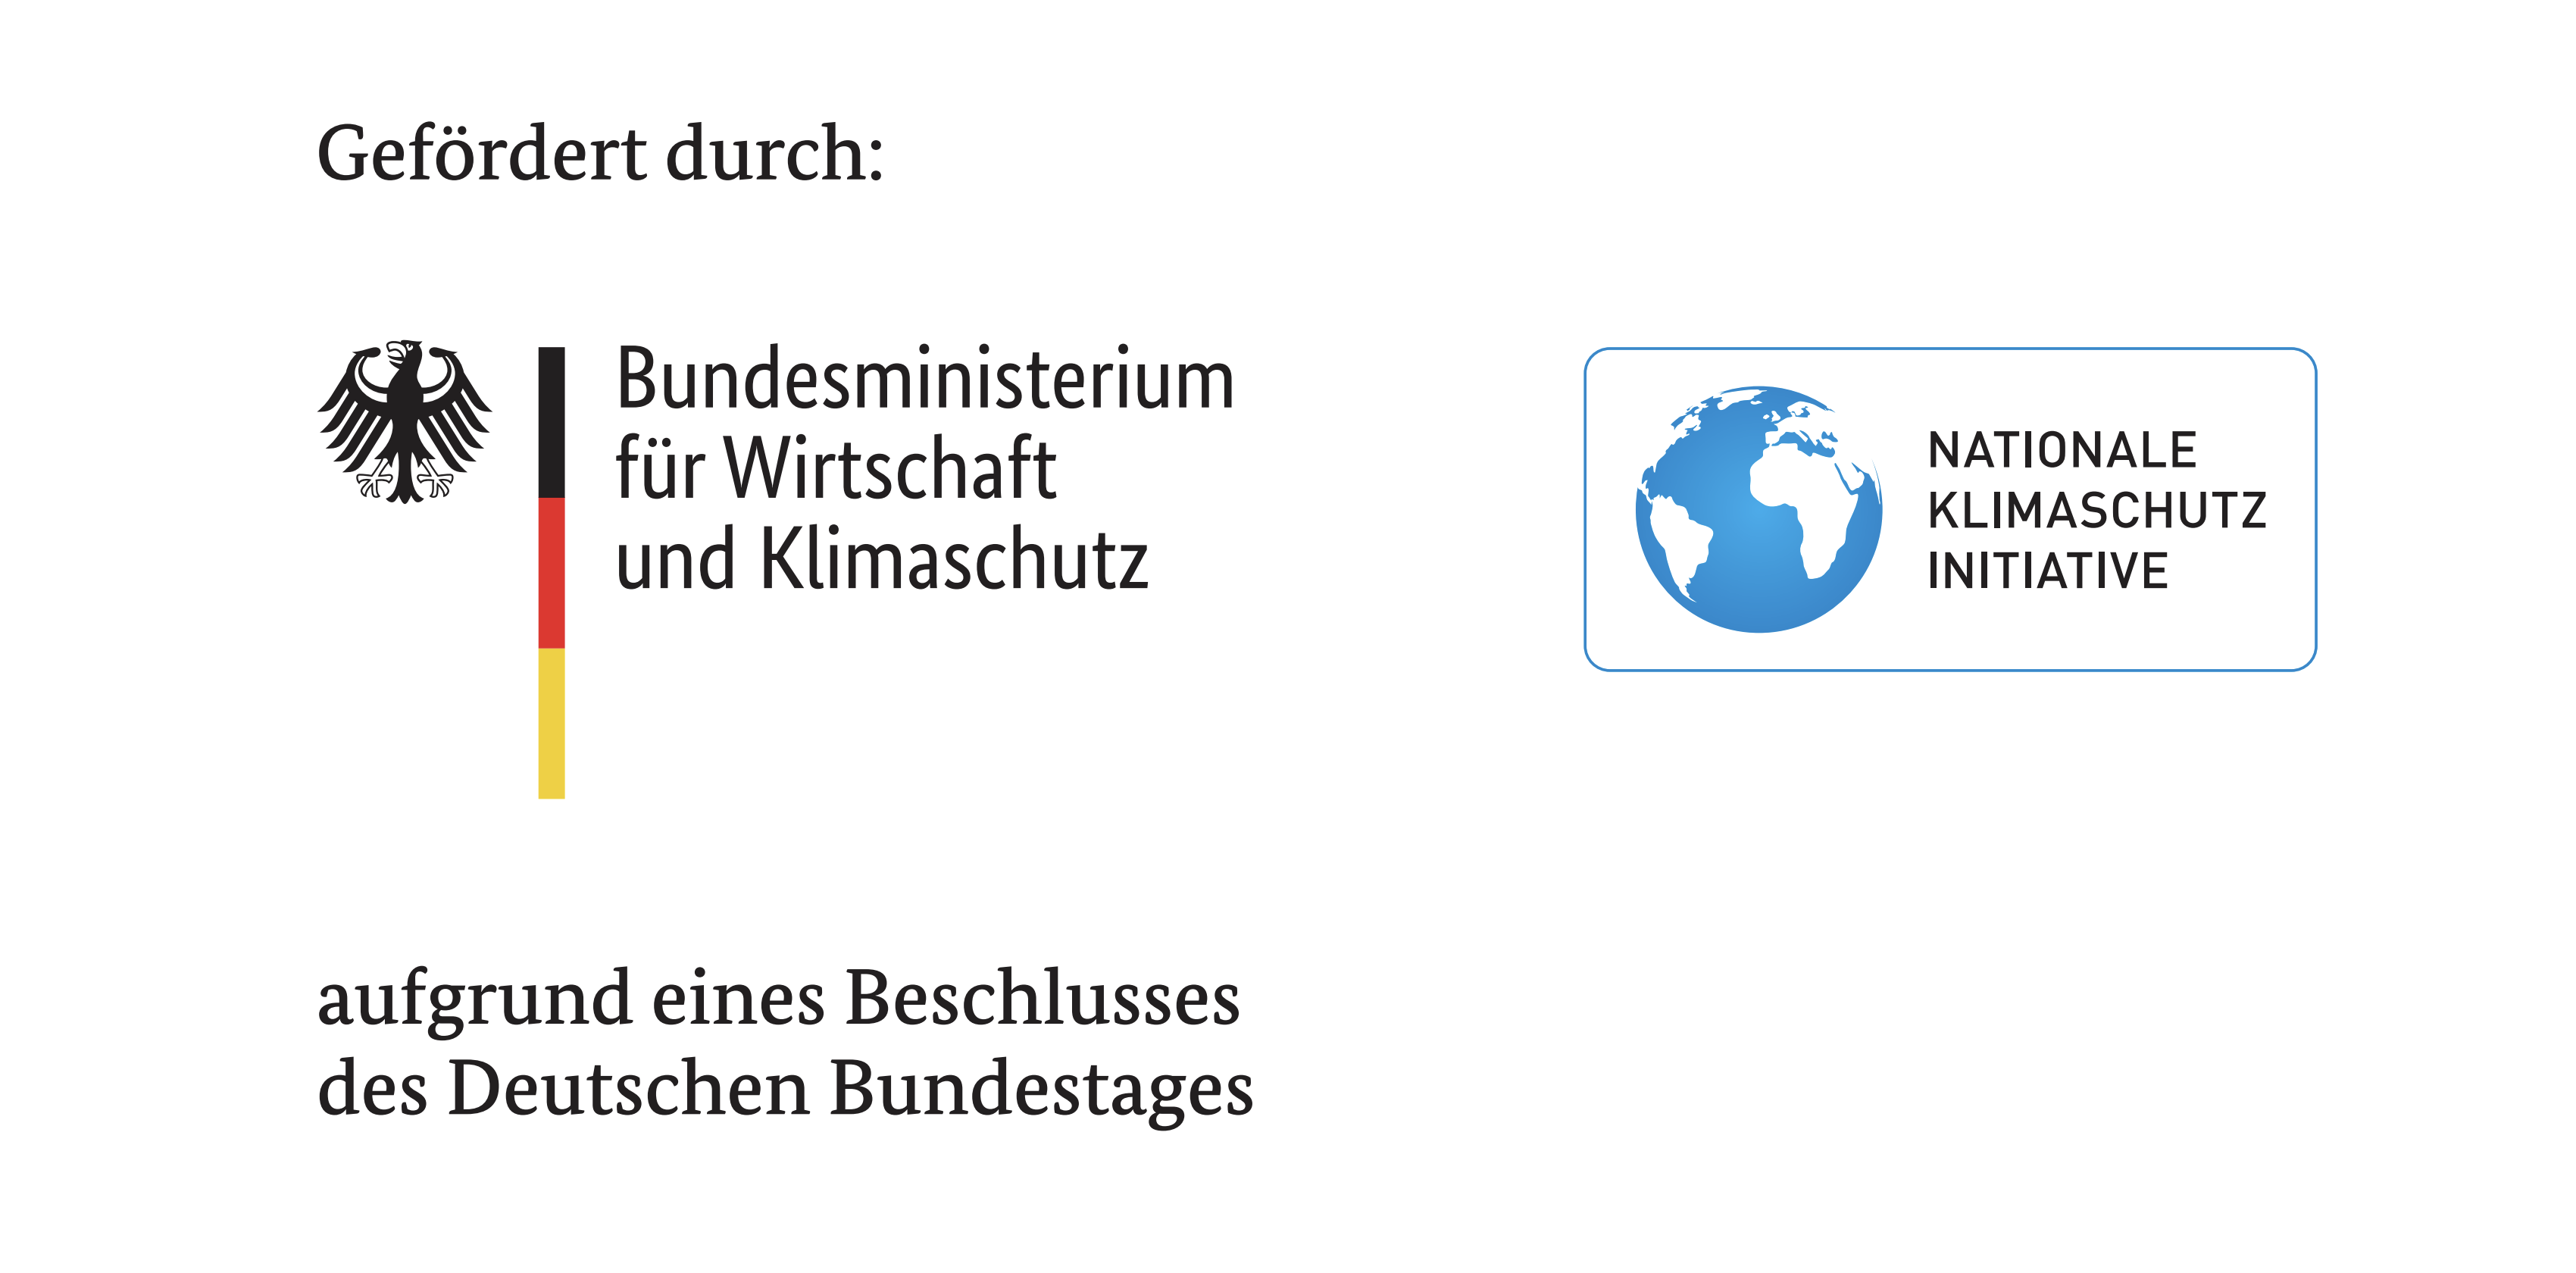 Gefördert durch:
Bundesministerium
für Wirtschaft
und Klimaschutz
NATIONALE
KLIMASCHUTZ
INITIATIVE
aufgrund eines Beschlusses
des Deutschen Bundestages